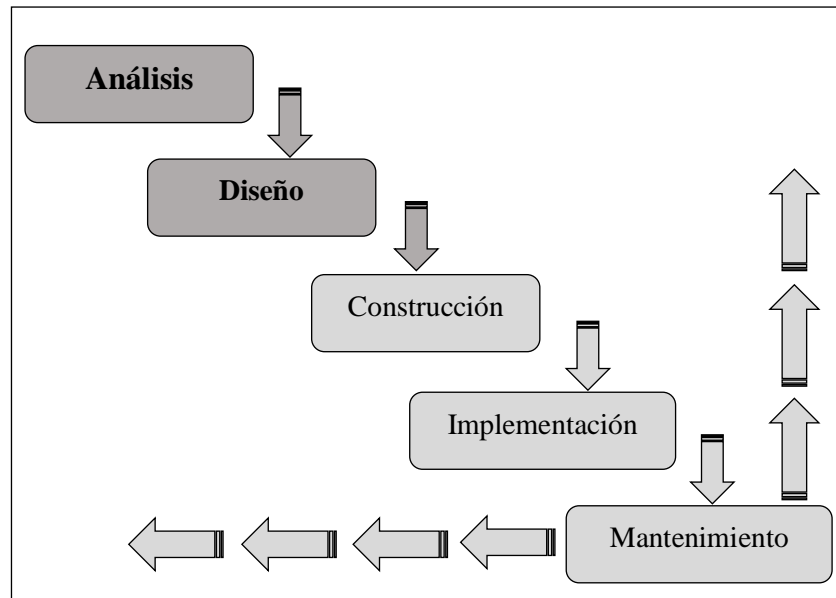 Análisis
Diseño
Construcción
Implementación
Mantenimiento